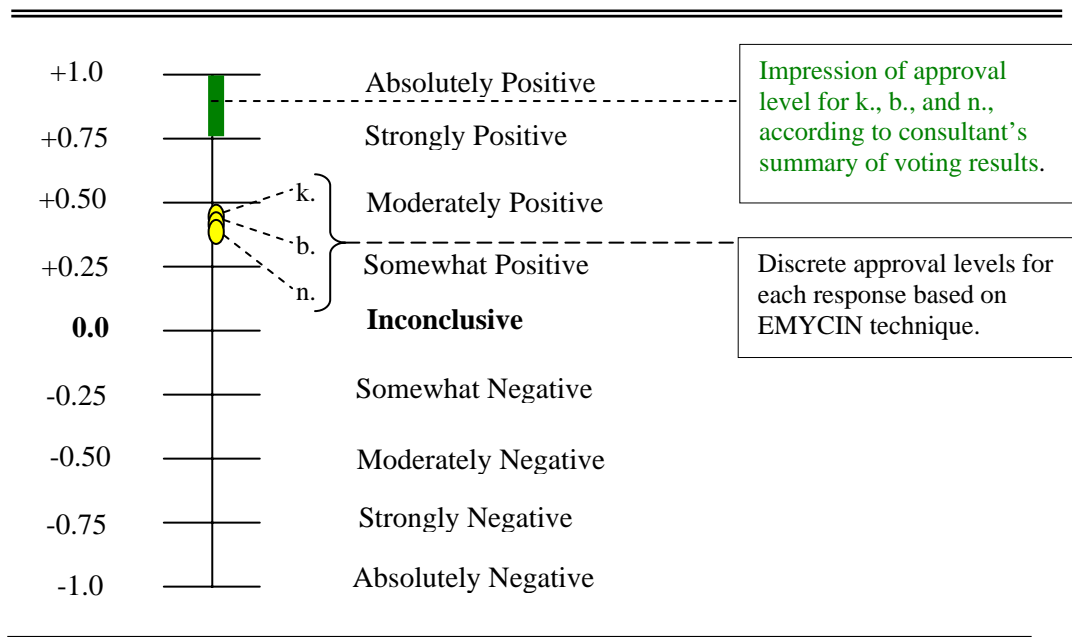 +1.0
Absolutely Positive
+0.75
Strongly Positive
+0.50
k.
Moderately Positive
b.
+0.25
Somewhat Positive
n.
0.0
Inconclusive
-0.25
Somewhat Negative
-0.50
Moderately Negative
-0.75
Strongly Negative
-1.0
Absolutely Negative
Impression of approval
level for k., b., and n.,
according to consultant's
summary of voting results.
Discrete approval levels for
each response based on
EMYCIN technique.